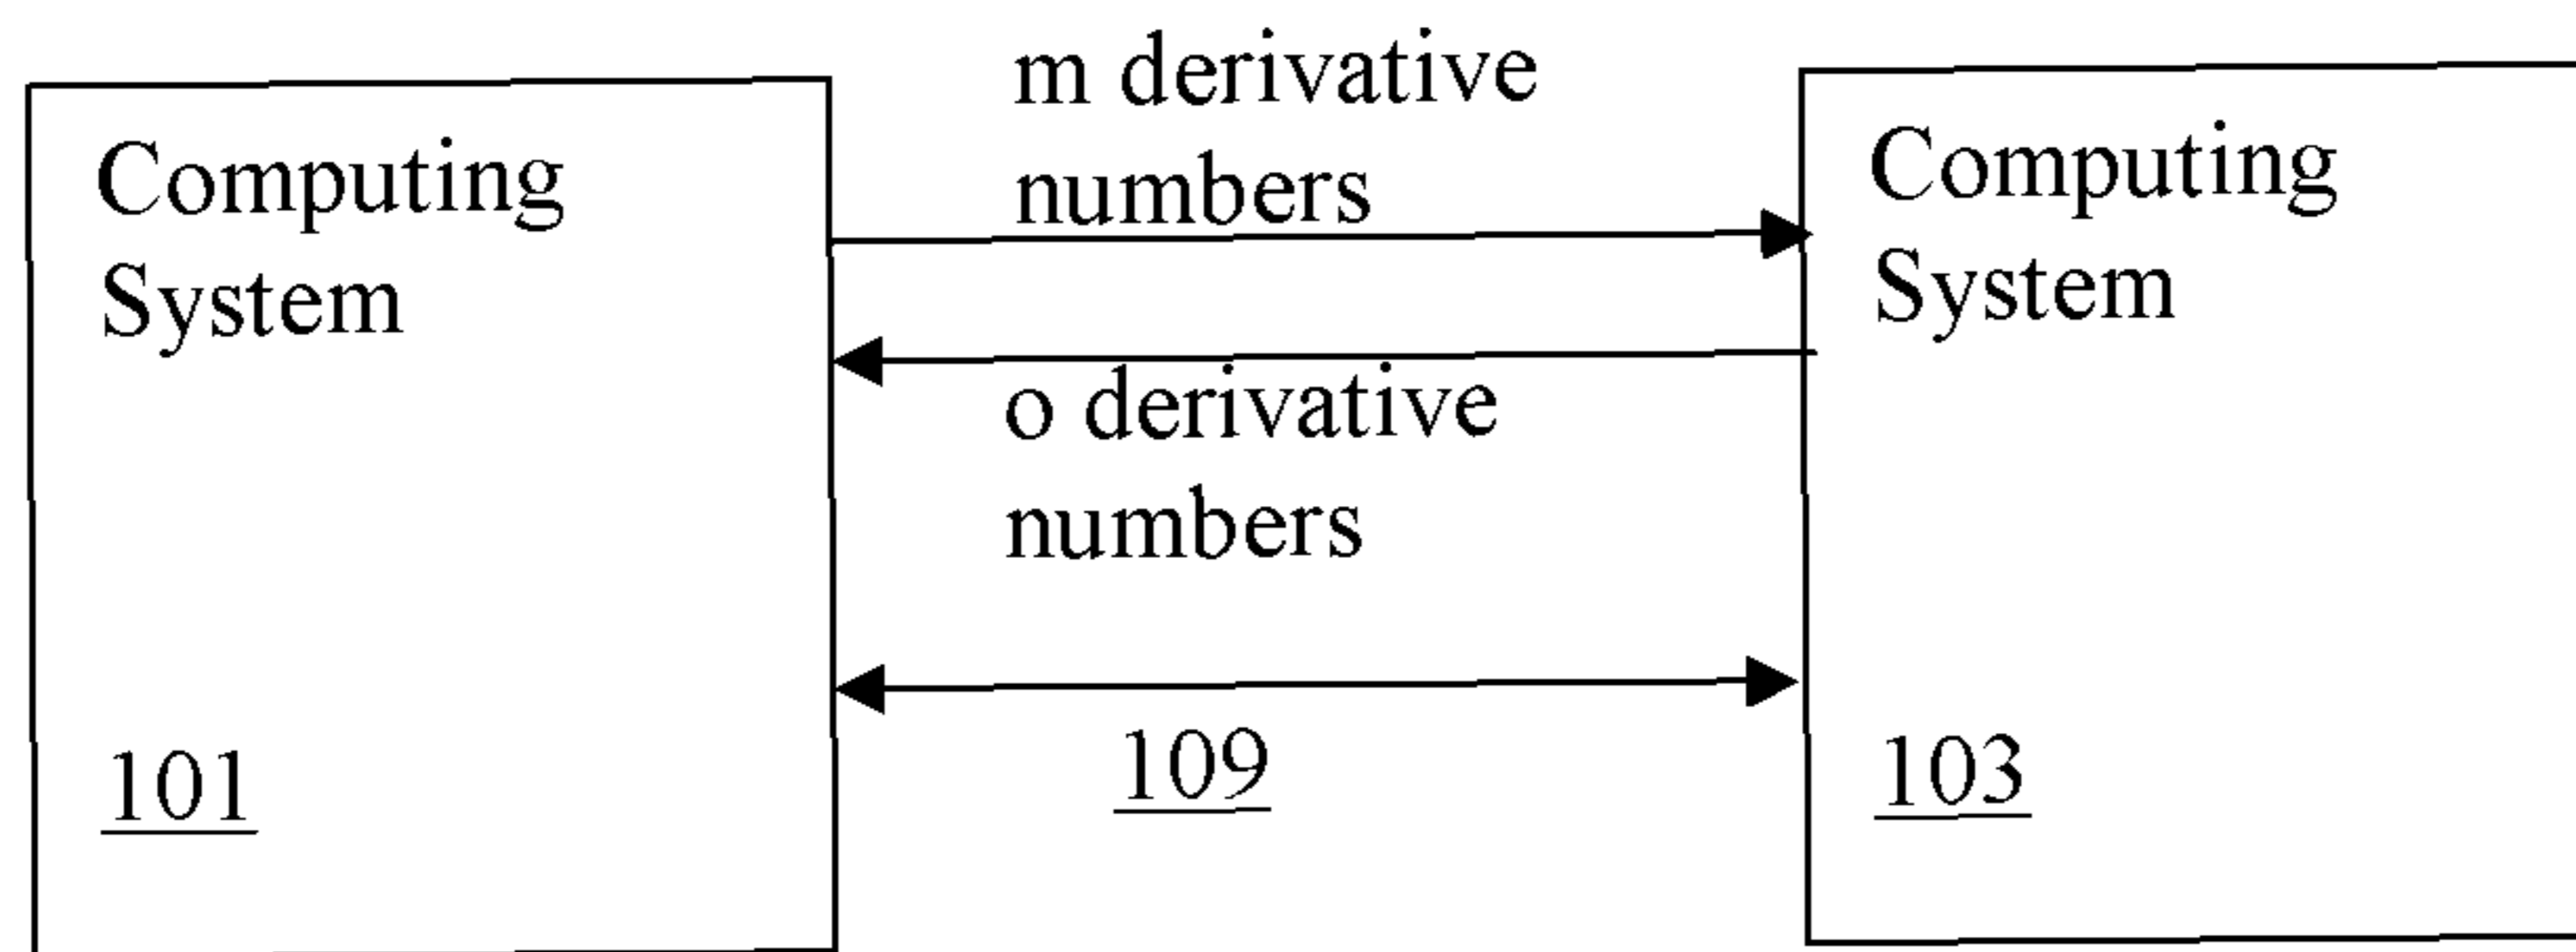 Computing
System
101
m derivative
numbers
o derivative
numbers
109
Computing
System
103